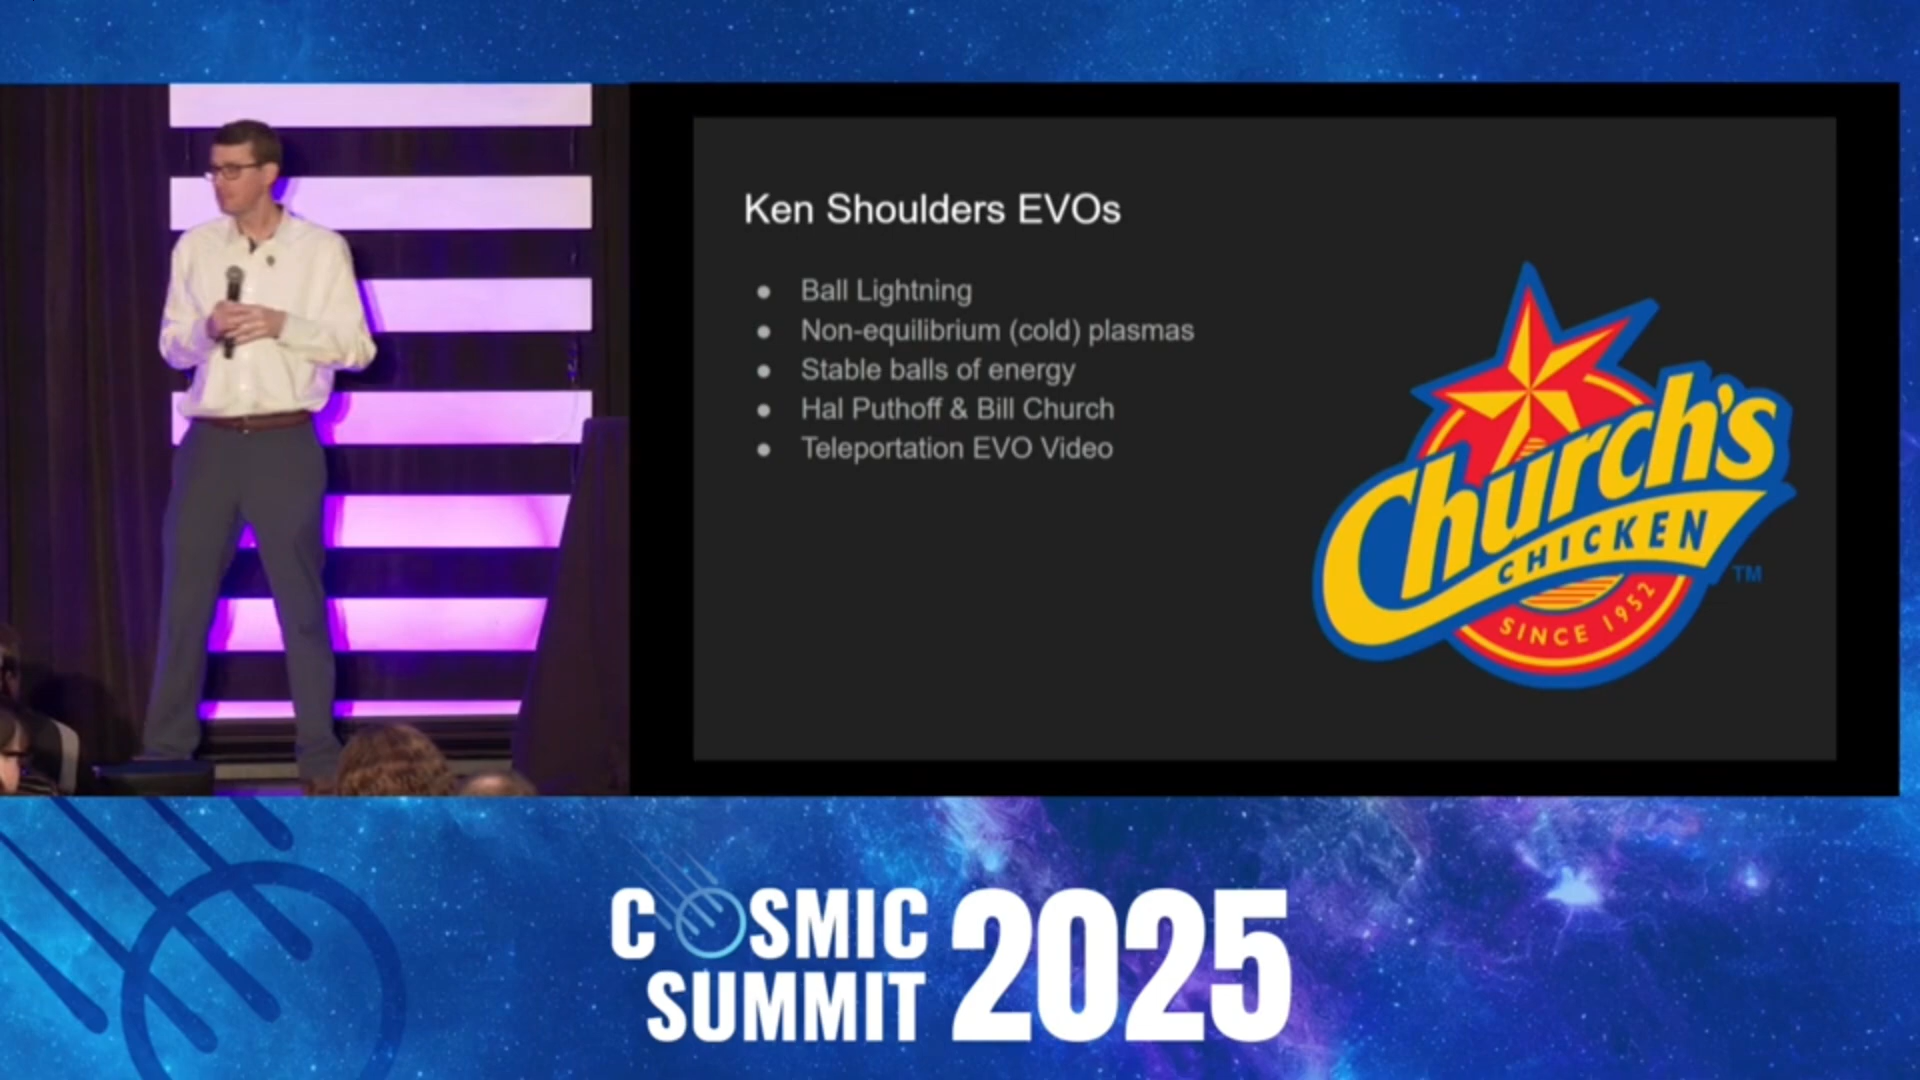 Ken Shoulders EVOs
● Ball Lightning
● Non-equilibrium (cold) plasmas
● Stable balls of energy
● Hal Puthoff & Bill Church
● Teleportation EVO Video
Church's
CHICKEN
TM
SINCE 1952
COSMIC
SUMMIT
2025